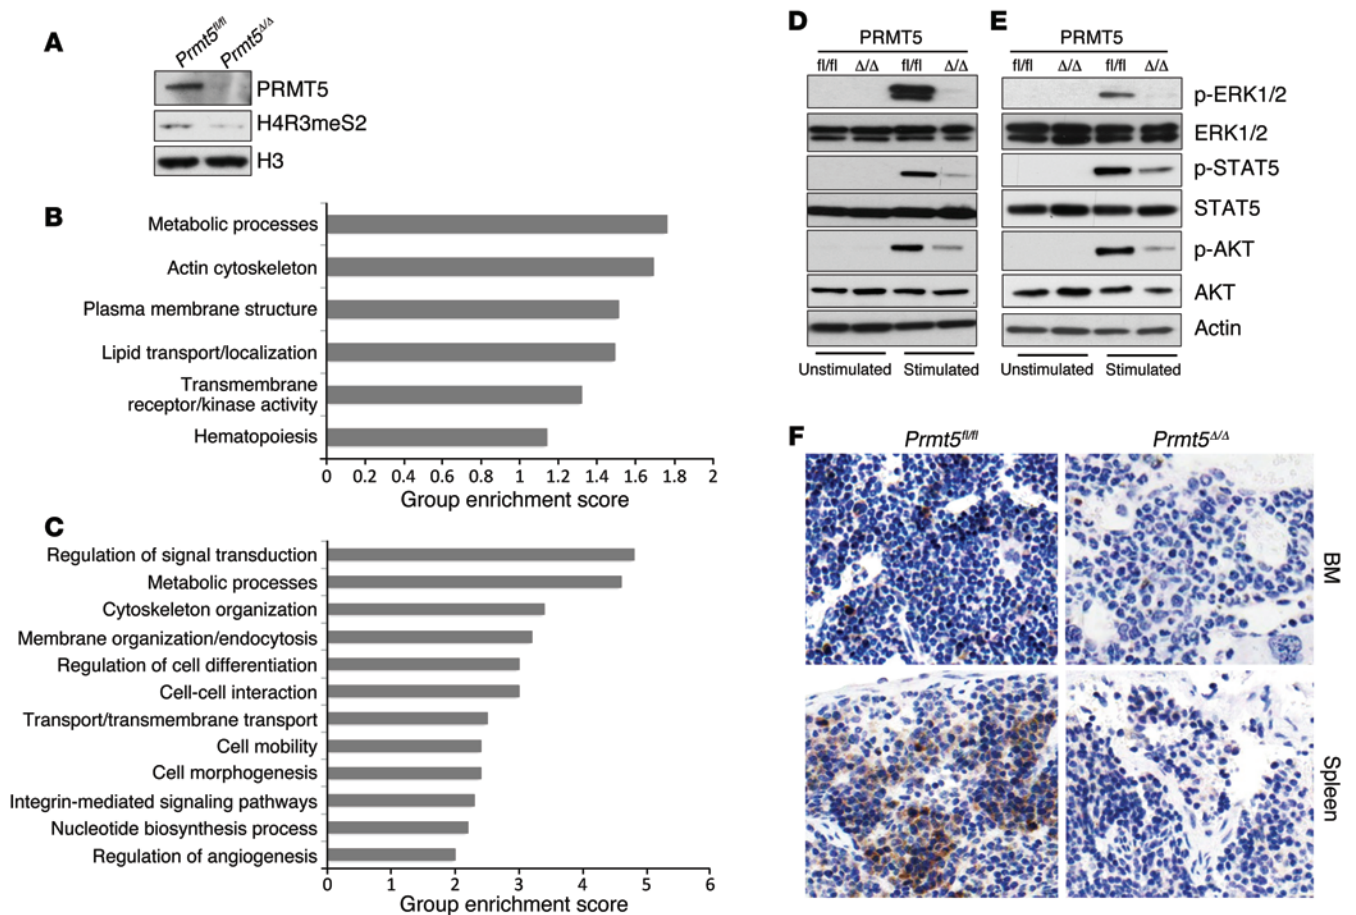 A
Prmt5fl/fl
Prmt5Δ/Δ
PRMT5
H4R3meS2
H3
B
Metabolic processes
Actin cytoskeleton
Plasma membrane structure
Lipid transport/localization
Transmembrane
receptor/kinase activity
Hematopoiesis
0 0.2 0.4 0.6 0.8 1 1.2 1.4 1.6 1.8 2
Group enrichment score
C
Regulation of signal transduction
Metabolic processes
Cytoskeleton organization
Membrane organization/endocytosis
Regulation of cell differentiation
Cell-cell interaction
Transport/transmembrane transport
Cell mobility
Cell morphogenesis
Integrin-mediated signaling pathways
Nucleotide biosynthesis process
Regulation of angiogenesis
0 1 2 3 4 5 6
Group enrichment score
D
PRMT5
fl/fl Δ/Δ fl/fl Δ/Δ
Unstimulated Stimulated
E
PRMT5
fl/fl Δ/Δ fl/fl Δ/Δ
p-ERK1/2
ERK1/2
p-STAT5
STAT5
p-AKT
AKT
Actin
Unstimulated Stimulated
F
Prmt5fl/fl
Prmt5Δ/Δ
BM
Spleen